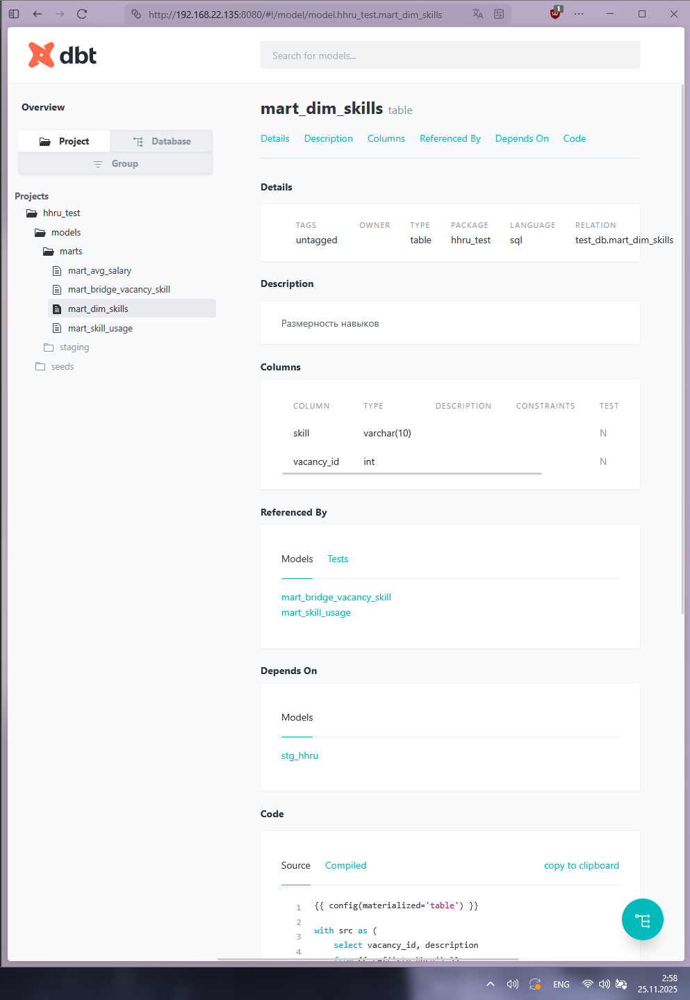 http://192.168.22.135:8080/#!/model/model.hhru_test.mart_dim_skills
1
dbt
Search for models...
Overview
Project
Database
Group
Projects
hhru_test
models
marts
mart_avg_salary
mart_bridge_vacancy_skill
mart_dim_skills
mart_skill_usage
staging
seeds
mart_dim_skills table
Details Description Columns Referenced By Depends On Code
Details
TAGS OWNER TYPE PACKAGE LANGUAGE RELATION
untagged table hhru_test sql test_db.mart_dim_skills
Description
Размерность навыков
Columns
COLUMN TYPE DESCRIPTION CONSTRAINTS TEST
skill varchar(10) N
vacancy_id int N
Referenced By
Models Tests
mart_bridge_vacancy_skill
mart_skill_usage
Depends On
Models
stg_hhru
Code
Source Compiled copy to clipboard
1 {{ config(materialized='table') }}
2
3 with src as (
4 select vacancy_id, description
ENG
2:58
25.11.2025